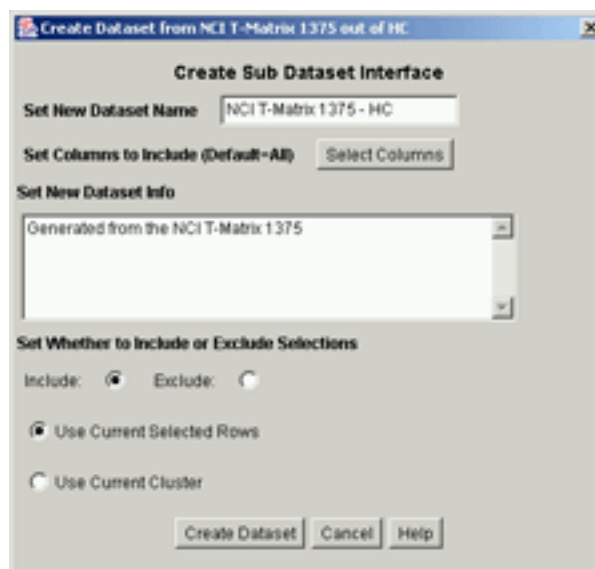 Create Dataset from NCI T-Matrix 1375 out of HC
Create Sub Dataset Interface
Set New Dataset Name NCI T-Matrix 1375 - HC
Set Columns to Include (Default=All) Select Columns
Set New Dataset Info
Generated from the NCI T-Matrix 1375
Set Whether to Include or Exclude Selections
Include: Exclude:
Use Current Selected Rows
Use Current Cluster
Create Dataset Cancel Help